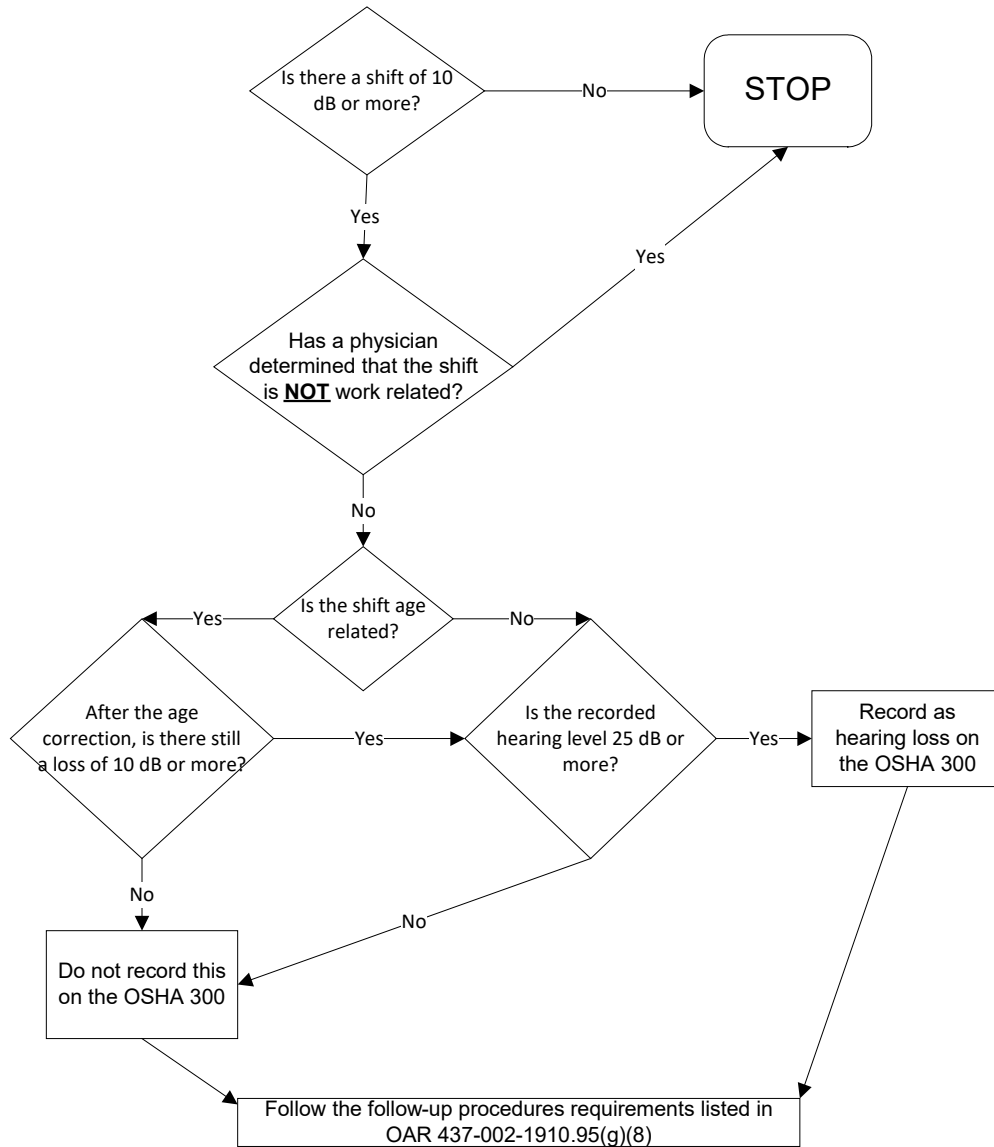 Is there a shift of 10
dB or more?
No
STOP
Yes
Yes
Has a physician
determined that the shift
is NOT work related?
No
Is the shift age
related?
Yes
No
After the age
correction, is there still
a loss of 10 dB or more?
Yes
Is the recorded
hearing level 25 dB or
more?
Yes
Record as
hearing loss on
the OSHA 300
No
No
Do not record this
on the OSHA 300
Follow the follow-up procedures requirements listed in
OAR 437-002-1910.95(g)(8)